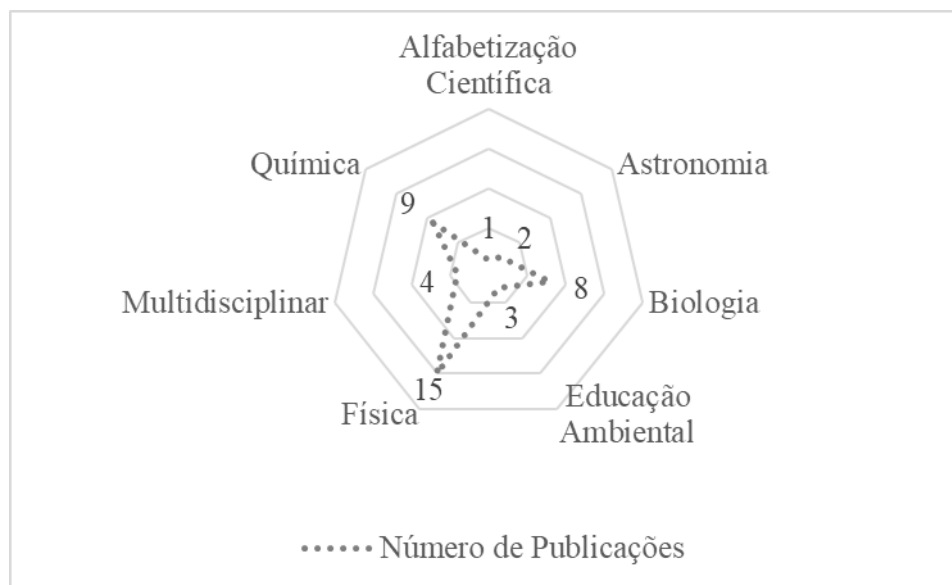 Alfabetização
Científica
Química
Astronomia
9
1
2
Multidisciplinar
4
8
Biologia
3
15
Física
Educação
Ambiental
Número de Publicações